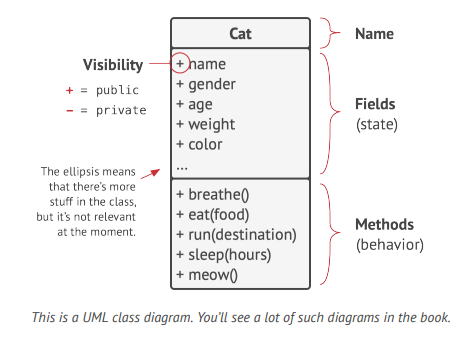 Cat
Name
Visibility
+ = public
− = private
+ name
+ gender
+ age
+ weight
+ color
...
Fields
(state)
The ellipsis means
that there's more
stuff in the class,
but it's not relevant
at the moment.
+ breathe()
+ eat(food)
+ run(destination)
+ sleep(hours)
+ meow()
Methods
(behavior)
This is a UML class diagram. You'll see a lot of such diagrams in the book.